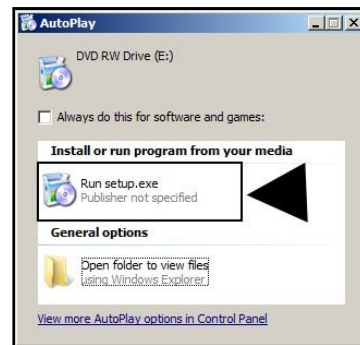 AutoPlay
DVD RW Drive (E:)
Always do this for software and games:
Install or run program from your media
Run setup.exe
Publisher not specified
General options
Open folder to view files
using Windows Explorer
View more AutoPlay options in Control Panel